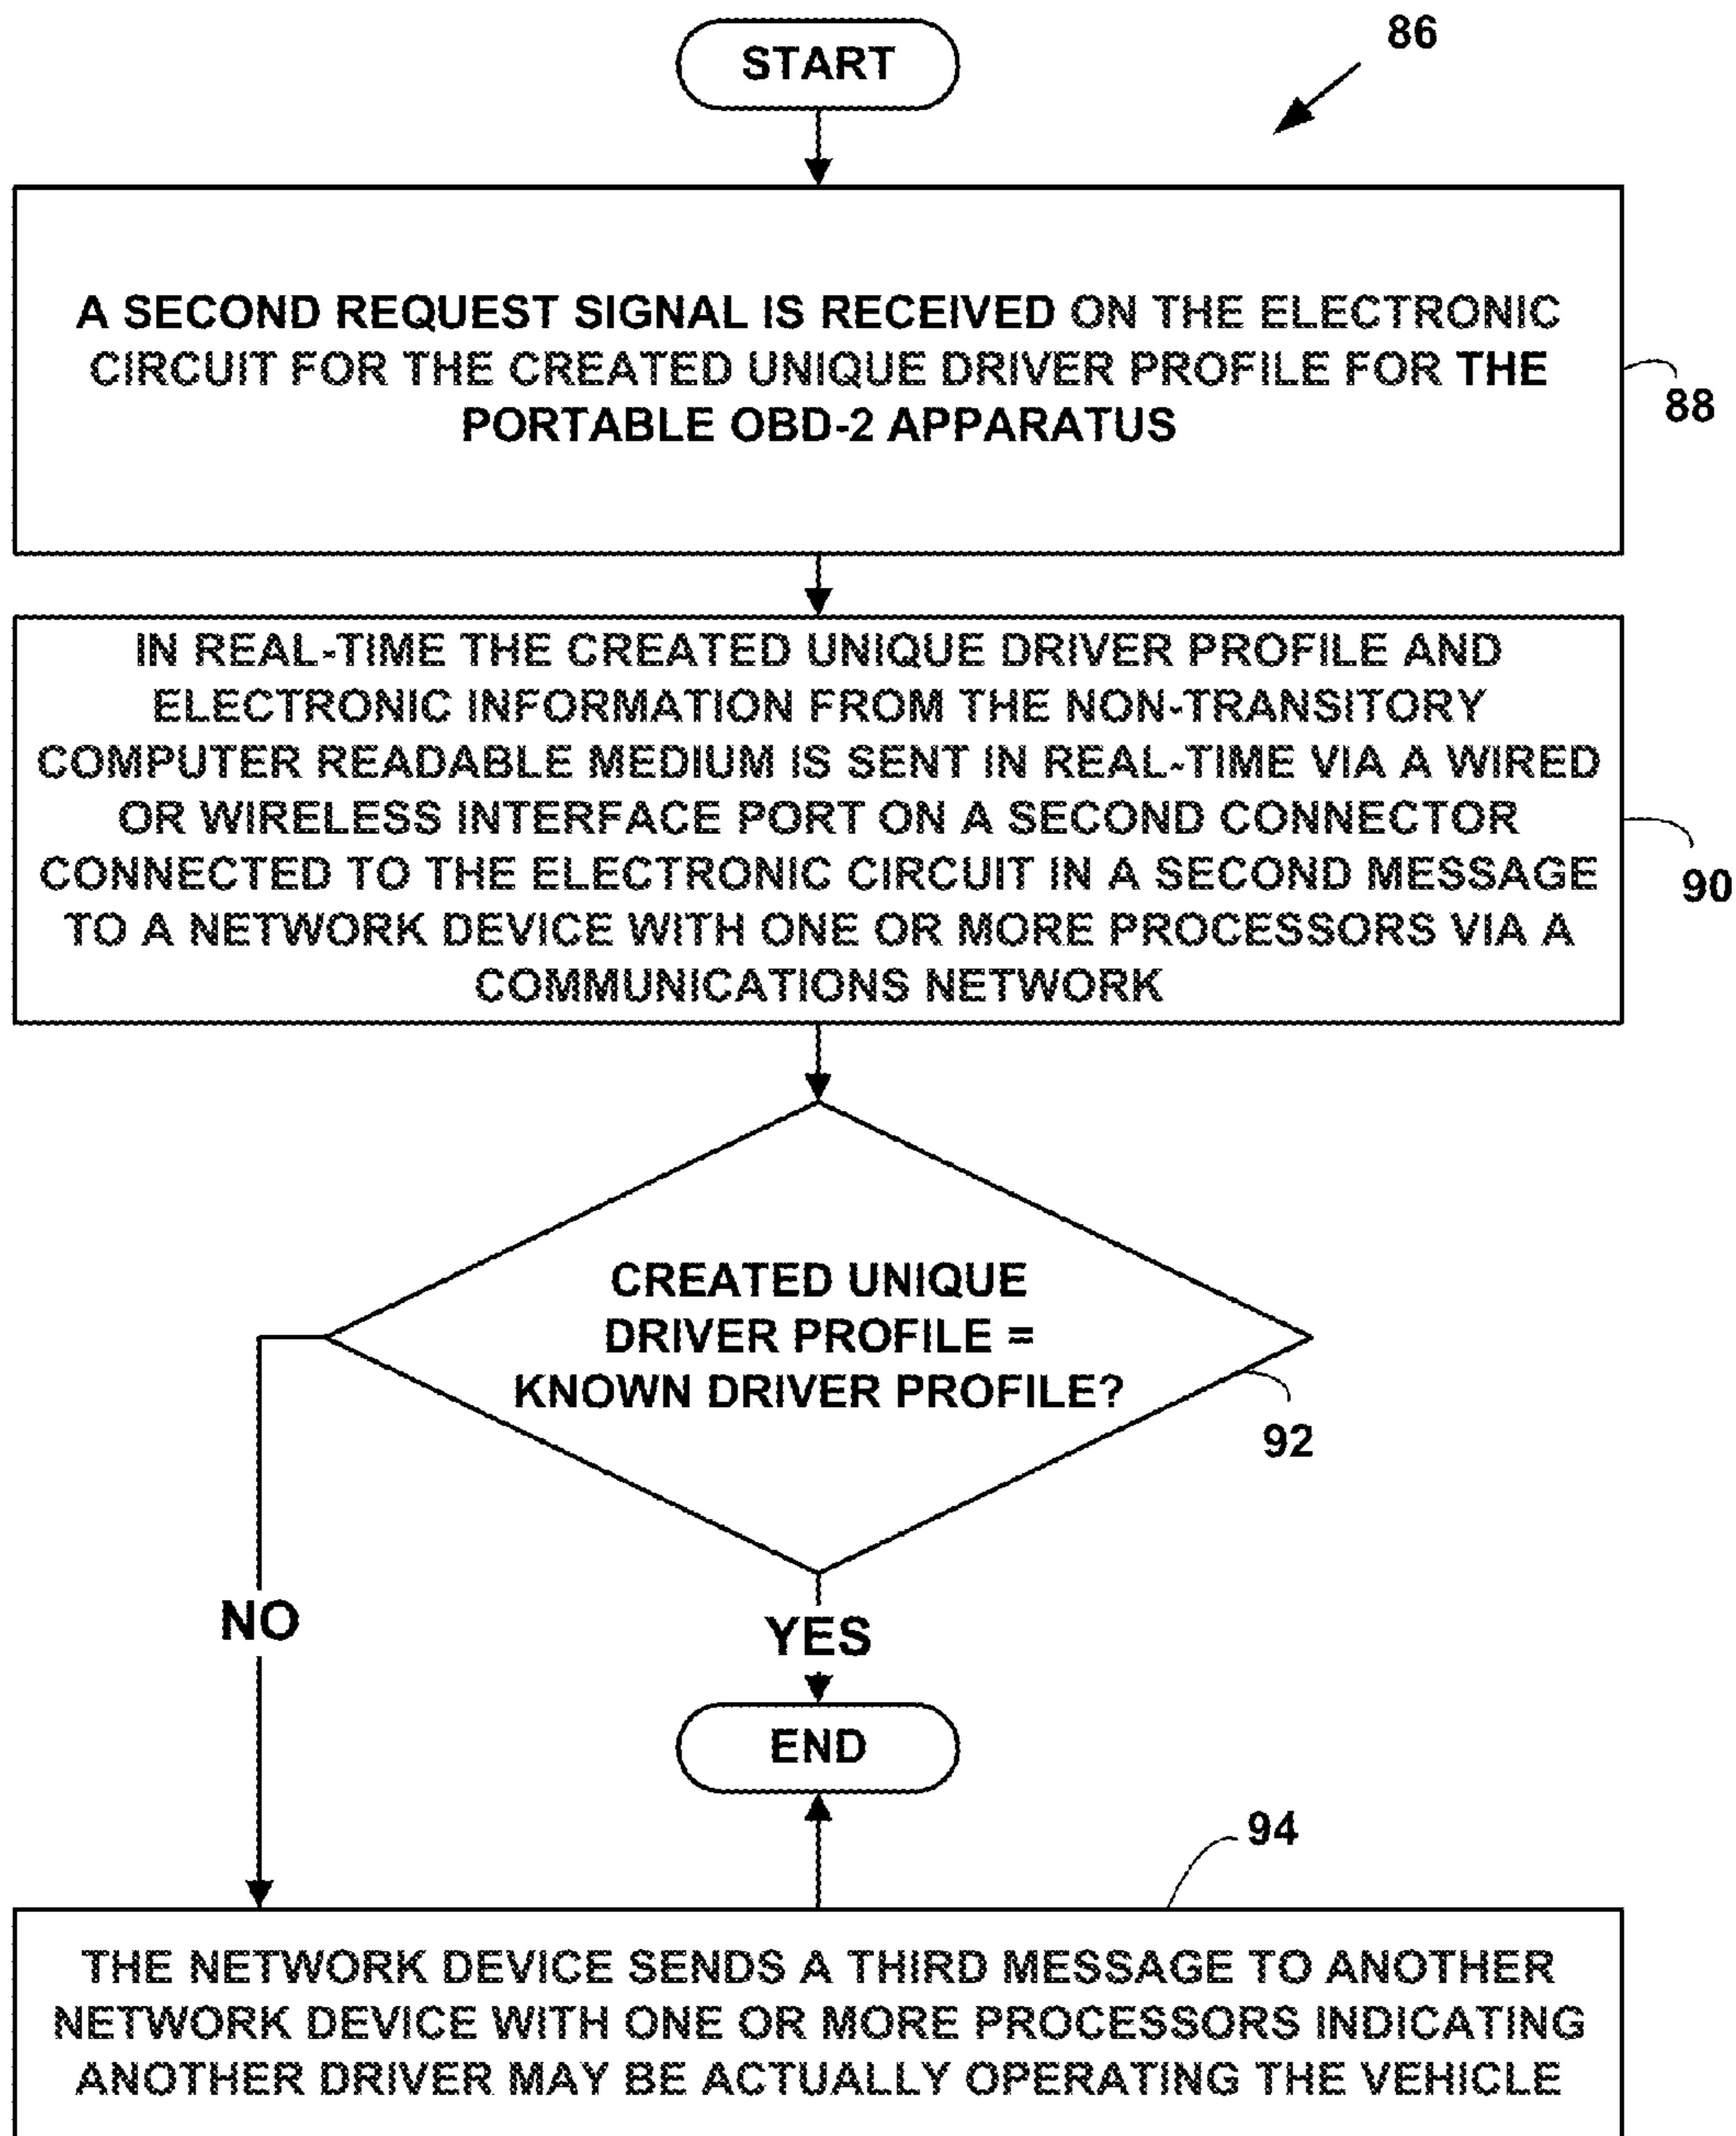 START
86
A SECOND REQUEST SIGNAL IS RECEIVED ON THE ELECTRONIC
CIRCUIT FOR THE CREATED UNIQUE DRIVER PROFILE FOR THE
PORTABLE OBD-2 APPARATUS
88
IN REAL-TIME THE CREATED UNIQUE DRIVER PROFILE AND
ELECTRONIC INFORMATION FROM THE NON-TRANSITORY
COMPUTER READABLE MEDIUM IS SENT IN REAL-TIME VIA A WIRED
OR WIRELESS INTERFACE PORT ON A SECOND CONNECTOR
CONNECTED TO THE ELECTRONIC CIRCUIT IN A SECOND MESSAGE
TO A NETWORK DEVICE WITH ONE OR MORE PROCESSORS VIA A
COMMUNICATIONS NETWORK
90
CREATED UNIQUE
DRIVER PROFILE =
KNOWN DRIVER PROFILE?
92
NO
YES
END
94
THE NETWORK DEVICE SENDS A THIRD MESSAGE TO ANOTHER
NETWORK DEVICE WITH ONE OR MORE PROCESSORS INDICATING
ANOTHER DRIVER MAY BE ACTUALLY OPERATING THE VEHICLE